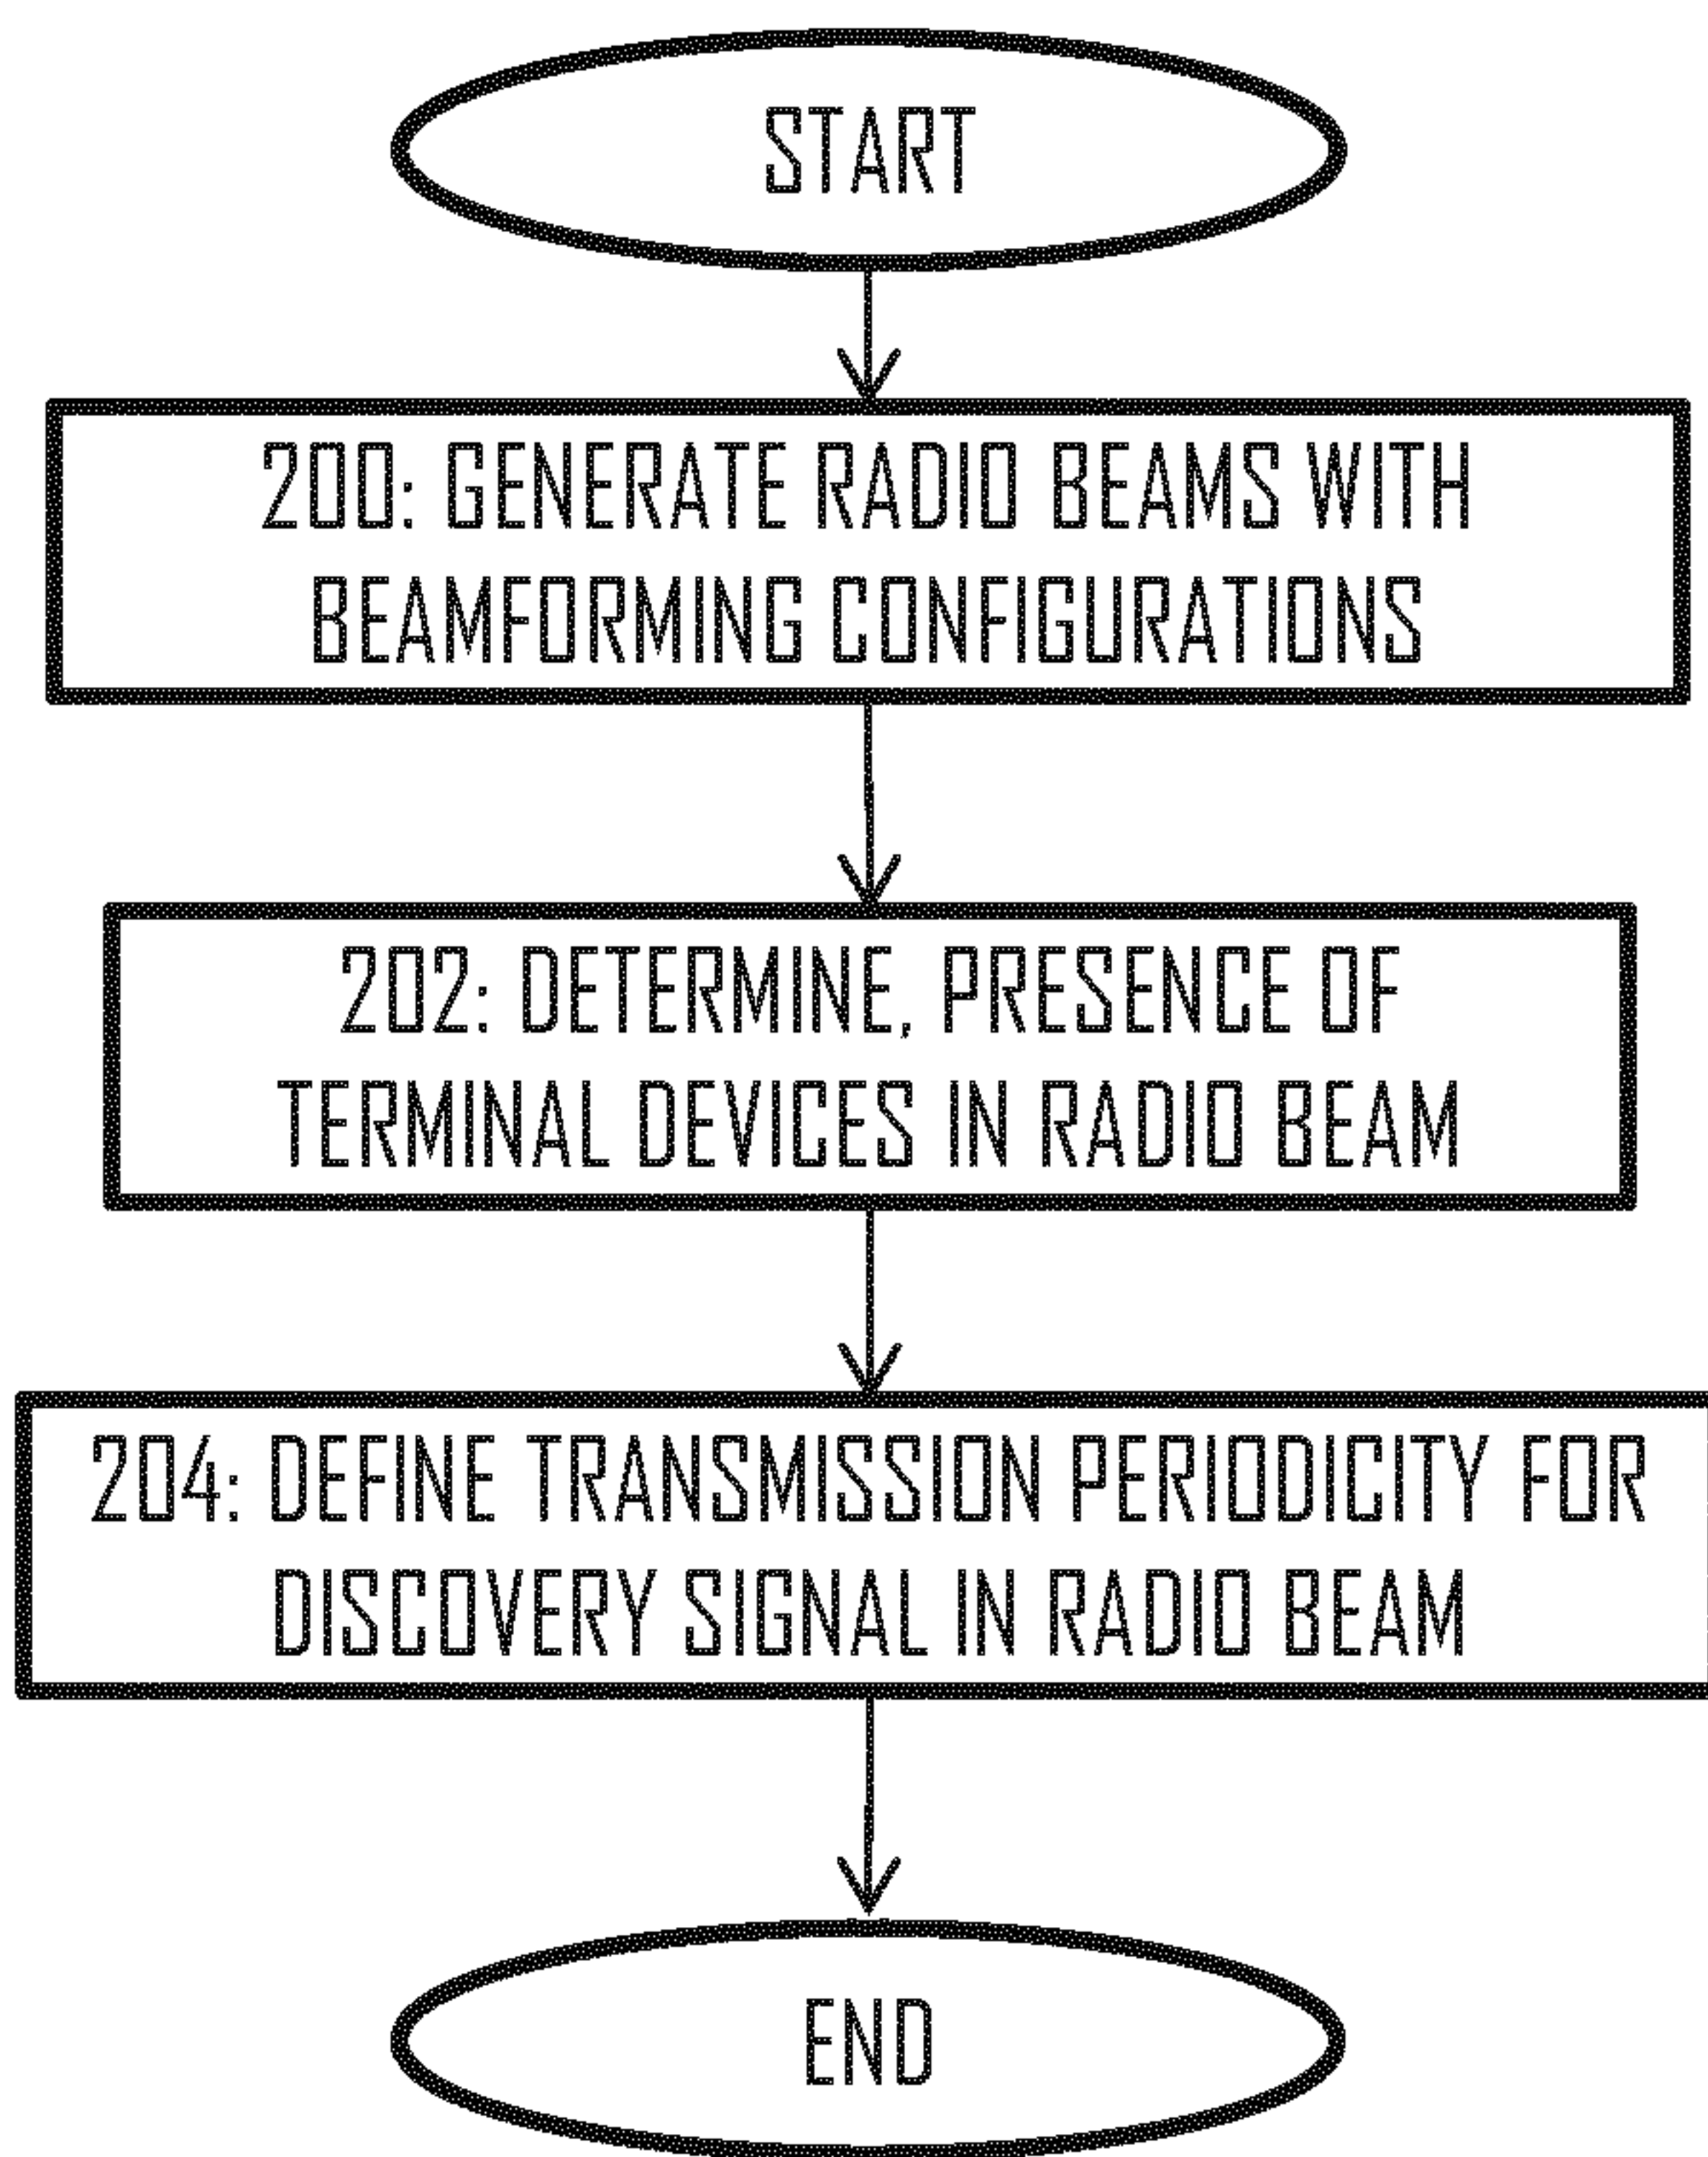 START
200: GENERATE RADIO BEAMS WITH
BEAMFORMING CONFIGURATIONS
202: DETERMINE, PRESENCE OF
TERMINAL DEVICES IN RADIO BEAM
204: DEFINE TRANSMISSION PERIODICITY FOR
DISCOVERY SIGNAL IN RADIO BEAM
END